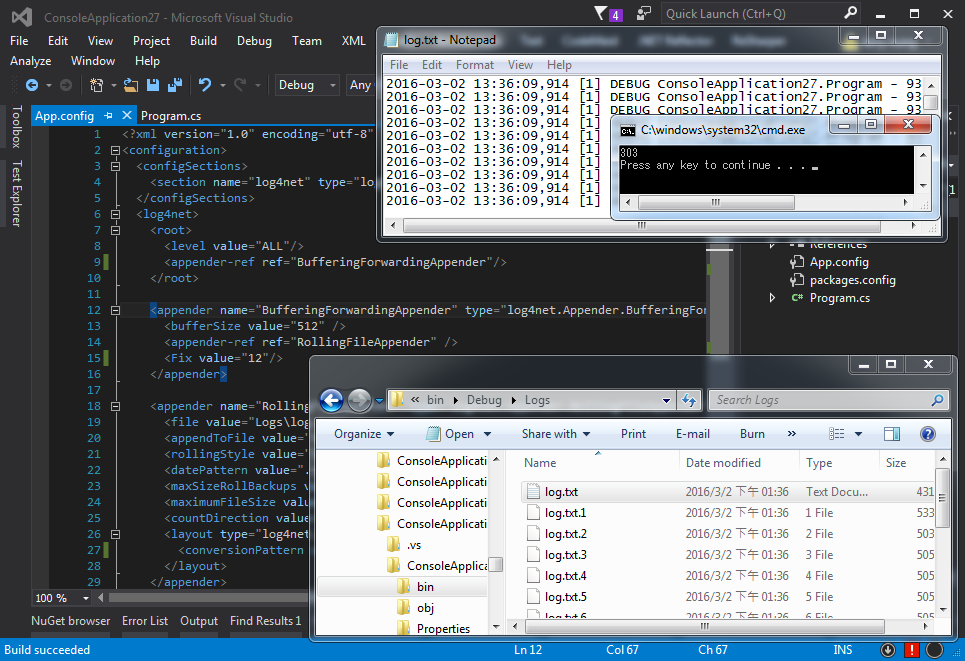 ConsoleApplication27 - Microsoft Visual Studio
4
Quick Launch (Ctrl+Q)
File Edit View Project Build Debug Team XML
Analyze Window Help
Debug Any
App.config Program.cs
Toolbox
Test Explorer
1 <?xml version="1.0" encoding="utf-8"
2 <configuration>
3 <configSections>
4 <section name="log4net" type="lo
5 </configSections>
6 <log4net>
7 <root>
8 <level value="ALL"/>
9 <appender-ref ref="BufferingForwardingAppender"/>
10 </root>
11
12 <appender name="BufferingForwardingAppender" type="log4net.Appender.BufferingFor
13 <bufferSize value="512" />
14 <appender-ref ref="RollingFileAppender" />
15 <Fix value="12"/>
16 </appender>
17
18 <appender name="Rolling
19 <file value="Logs\log
20 <appendToFile value="
21 <rollingStyle value="
22 <datePattern value=".
23 <maxSizeRollBackups v
24 <maximumFileSize valu
25 <countDirection value
26 <layout type="log4net
27 <conversionPattern
28 </layout>
29 </appender>
100 %
NuGet browser Error List Output Find Results 1
Build succeeded
Ln 12 Col 67 Ch 67 INS
log.txt - Notepad
File Edit Format View Help
2016-03-02 13:36:09,914 [1] DEBUG ConsoleApplication27.Program - 93
2016-03-02 13:36:09,914 [1] DEBUG ConsoleApplication27.Program - 93
2016-03-02 13:36:09,914 [1] DEBUG ConsoleApplication27.Program - 93
2016-03-02 13:36:09,914 [1]
2016-03-02 13:36:09,914 [1]
2016-03-02 13:36:09,914 [1]
2016-03-02 13:36:09,914 [1]
2016-03-02 13:36:09,914 [1]
2016-03-02 13:36:09,914 [1]
2016-03-02 13:36:09,914 [1]
C:\windows\system32\cmd.exe
303
Press any key to continue . . .
References
App.config
packages.config
C# Program.cs
« bin Debug Logs
Search Logs
Organize Open Share with Print E-mail Burn »
Name Date modified Type Size
ConsoleApplicati
ConsoleApplicati
ConsoleApplicati
ConsoleApplicati
.vs
ConsoleApplica
bin
obj
Properties
log.txt 2016/3/2 下午 01:36 Text Docu... 431
log.txt.1 2016/3/2 下午 01:36 1 File 533
log.txt.2 2016/3/2 下午 01:36 2 File 503
log.txt.3 2016/3/2 下午 01:36 3 File 505
log.txt.4 2016/3/2 下午 01:36 4 File 505
log.txt.5 2016/3/2 下午 01:36 5 File 505
log.txt.6 2016/3/2 下午 01:36 6 File 505